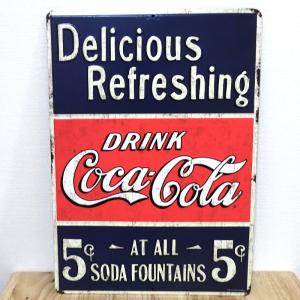 Delicious
Refreshing
DRINK
Coca-Cola
5¢ AT ALL 5¢
SODA FOUNTAINS